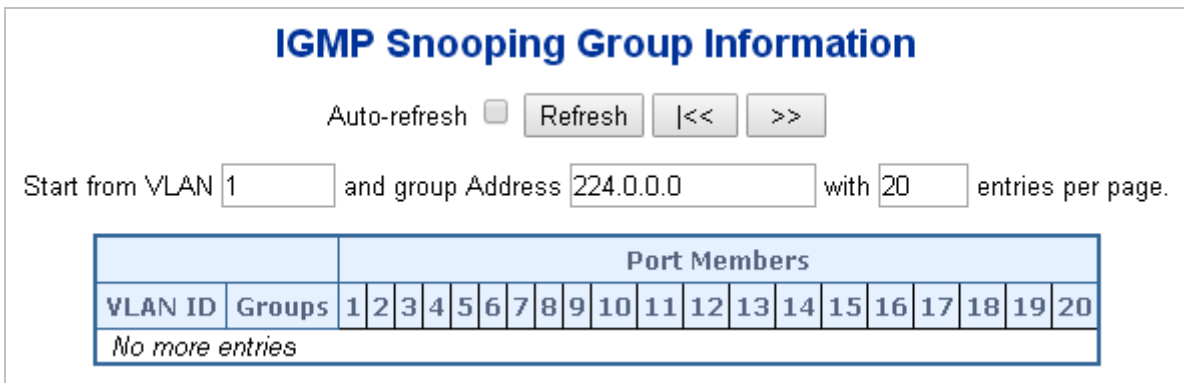 IGMP Snooping Group Information
Auto-refresh Refresh |<< >>
Start from VLAN 1 and group Address 224.0.0.0 with 20 entries per page.
Port Members
VLAN ID Groups 1 2 3 4 5 6 7 8 9 10 11 12 13 14 15 16 17 18 19 20
No more entries